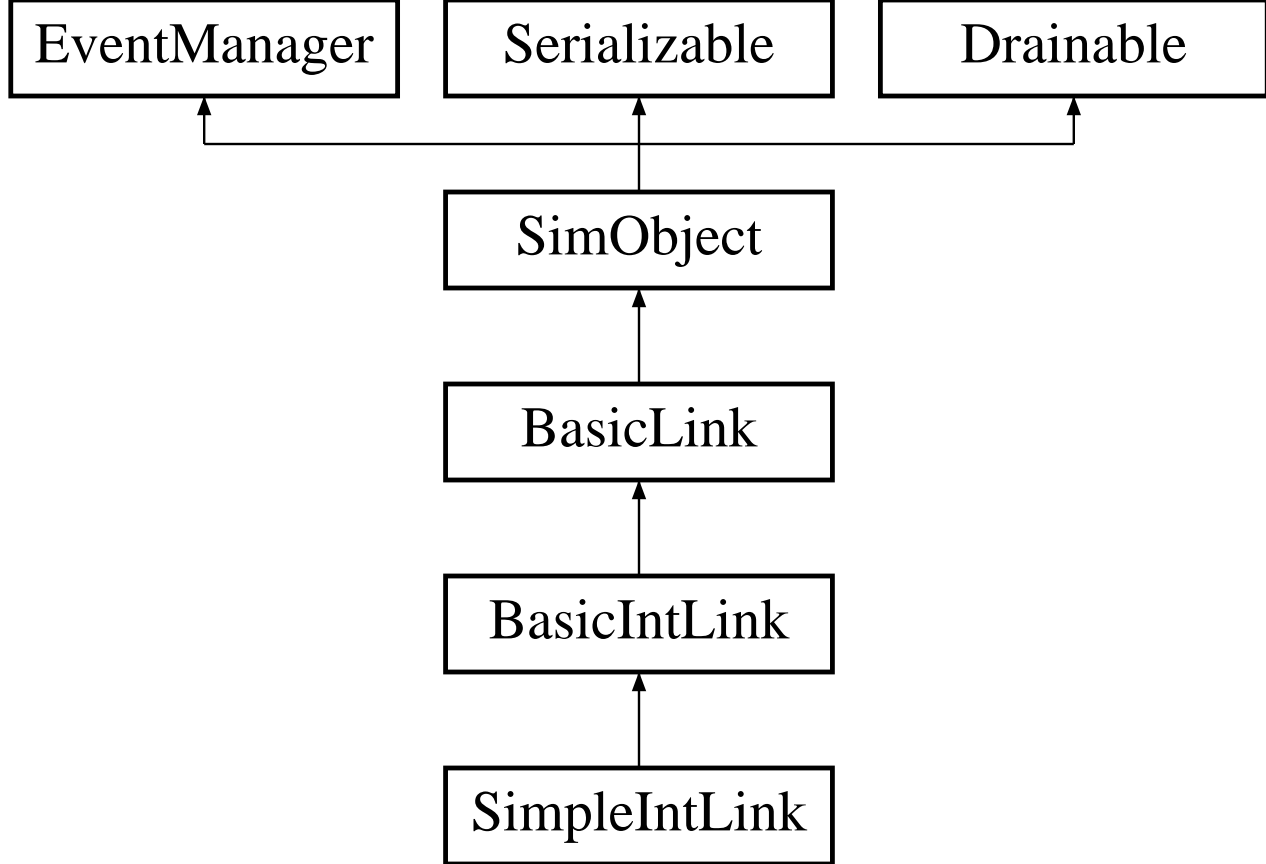 EventManager Serializable Drainable
SimObject
BasicLink
BasicIntLink
SimpleIntLink